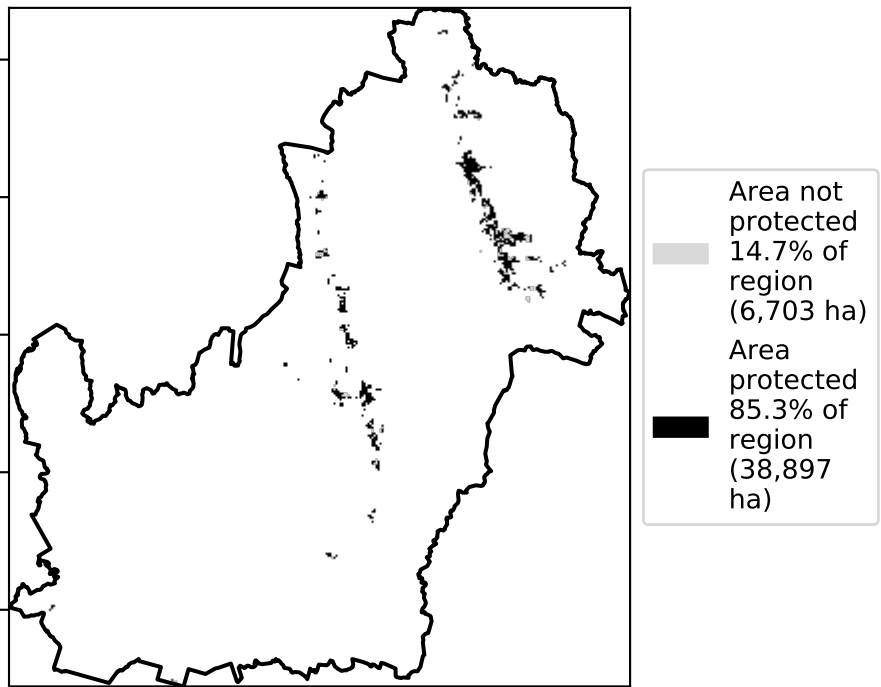 Area not
protected
14.7% of
region
(6,703 ha)
Area
protected
85.3% of
region
(38,897
ha)